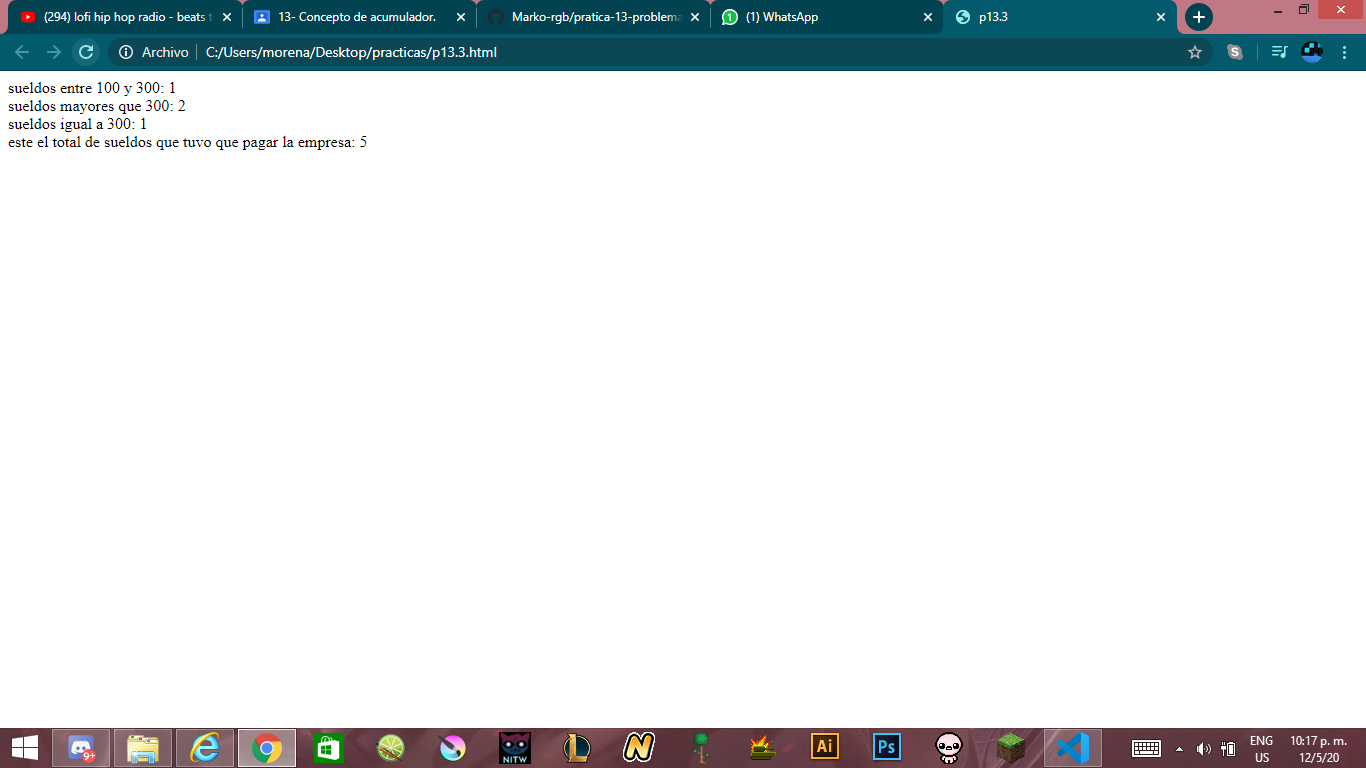 (294) lofi hip hop radio - beats t
13- Concepto de acumulador.
Marko-rgb/pratica-13-problema
1 (1) WhatsApp
p13.3
Archivo C:/Users/morena/Desktop/practicas/p13.3.html
sueldos entre 100 y 300: 1
sueldos mayores que 300: 2
sueldos igual a 300: 1
este el total de sueldos que tuvo que pagar la empresa: 5
9+
NITW
L
N
Ai
Ps
ENG
US
10:17 p. m.
12/5/20